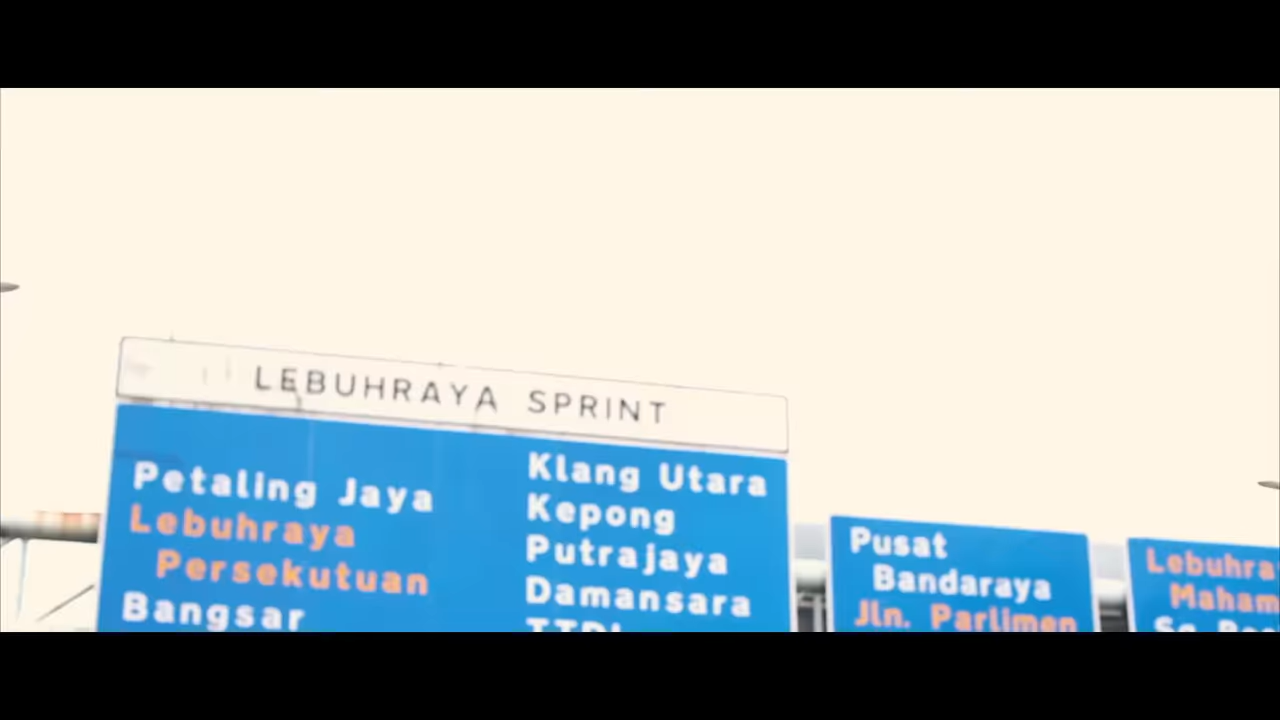 LEBUHRAYA SPRINT
Petaling Jaya
Lebuhraya
Persekutuan
Bangsar
Klang Utara
Kepong
Putrajaya
Damansara
Pusat
Bandaraya
Jln. Parlimen